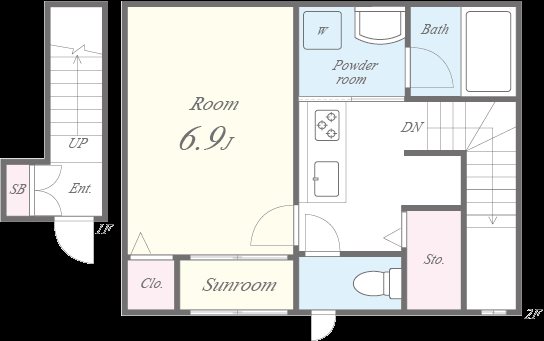 UP
SB
Ent.
1F
Room
6.9J
Clo.
Sunroom
W
Powder
room
Bath
DN
Sto.
2F